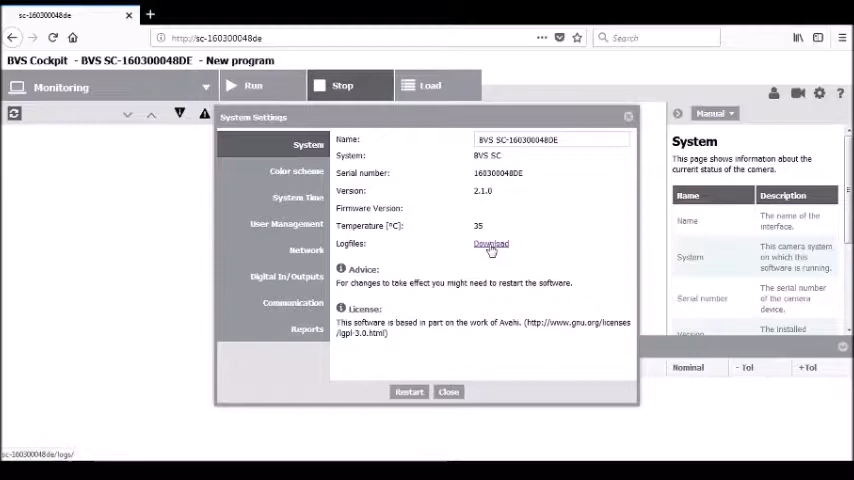 sc-160300048de
http://sc-160300048de
Search
BVS Cockpit - BVS SC-160300048DE - New program
Monitoring
Run
Stop
Load
System Settings
Manual
System
Name:
BVS SC-160300048DE
Color scheme
System:
BVS SC
System Time
Serial number:
160300048DE
User Management
Version:
2.1.0
Network
Firmware Version:
Digital In/Outputs
Temperature [°C]:
35
Communication
Logfiles:
Download
Reports
Advice:
For changes to take effect you might need to restart the software.
License:
This software is based in part on the work of Avahi. (http://www.gnu.org/licenses
/lgpl-3.0.html)
Restart
Close
System
This page shows information about the
current status of the camera.
Name
Description
Name
The name of the
interface.
System
This camera system
on which this
software is running.
Serial number
The serial number
of the camera
device.
Version
The installed
Nominal
- Tol
+Tol
sc-160300048de/logs/